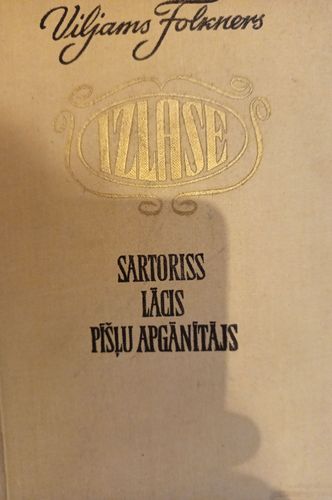 Viljams Folkners
IZLASE
SARTORISS
LĀCIS
PĪŠĻU APGĀNĪTĀJS